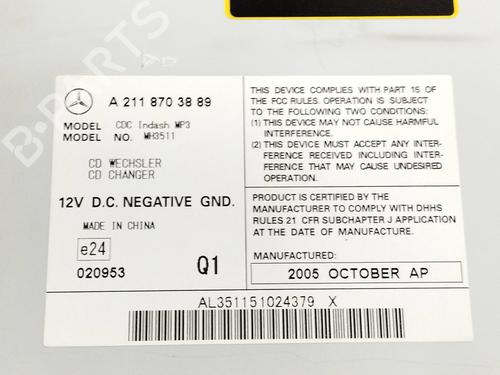 A 211 870 38 89
MODEL CDC Indash MP3
MODEL NO. MH3511
CD WECHSLER
CD CHANGER
12V D.C. NEGATIVE GND.
MADE IN CHINA
e24
020953 Q1
THIS DEVICE COMPLIES WITH PART 15 OF
THE FCC RULES. OPERATION IS SUBJECT
TO THE FOLLOWING TWO CONDITIONS:
(1) THIS DEVICE MAY NOT CAUSE HARMFUL
INTERFERENCE.
(2) THIS DEVICE MUST ACCEPT ANY INTER-
FERENCE RECEIVED INCLUDING INTER-
FERENCE THAT MAY CAUSE UNDESIRED
OPERATION.
PRODUCT IS CERTIFIED BY THE
MANUFACTURER TO COMPLY WITH DHHS
RULES 21 CFR SUBCHAPTER J APPLICATION
AT THE DATE OF MANUFACTURE.
MANUFACTURED:
2005 OCTOBER AP
AL351151024379 X
B-PARTS